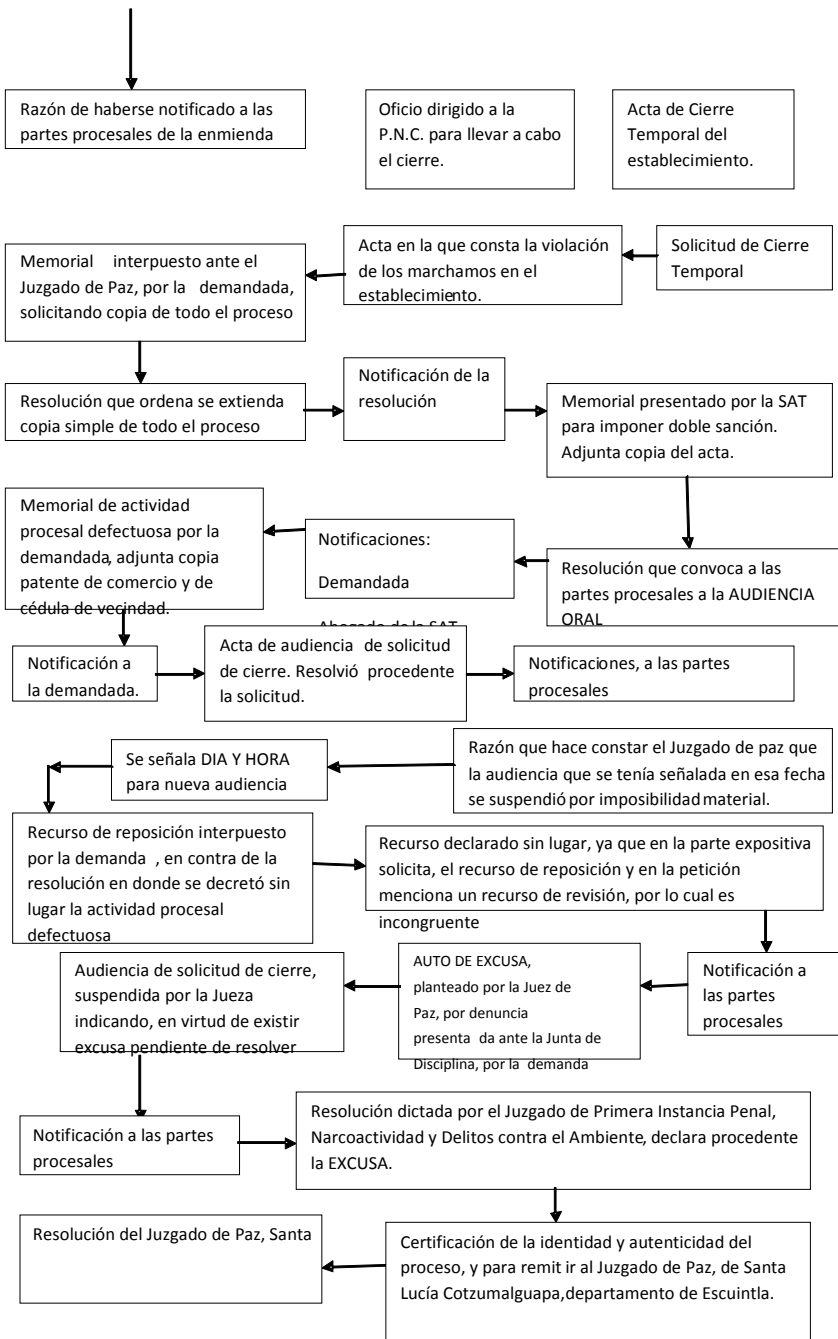 Razón de haberse notificado a las
partes procesales de la enmienda
Oficio dirigido a la
P.N.C. para llevar a cabo
el cierre.
Acta de Cierre
Temporal del
establecimiento.
Solicitud de Cierre
Temporal
Acta en la que consta la violación
de los marchamos en el
establecimiento.
Memorial interpuesto ante el
Juzgado de Paz, por la demandada,
solicitando copia de todo el proceso
Resolución que ordena se extienda
copia simple de todo el proceso
Notificación de la
resolución
Memorial presentado por la SAT
para imponer doble sanción.
Adjunta copia del acta.
Resolución que convoca a las
partes procesales a la AUDIENCIA
ORAL
Notificaciones:
Demandada
Abogado de la SAT
Memorial de actividad
procesal defectuosa por la
demandada, adjunta copia
patente de comercio y de
cédula de vecindad.
Notificación a
la demandada.
Acta de audiencia de solicitud
de cierre. Resolvió procedente
la solicitud.
Notificaciones, a las partes
procesales
Razón que hace constar el Juzgado de paz que
la audiencia que se tenía señalada en esa fecha
se suspendió por imposibilidad material.
Se señala DIA Y HORA
para nueva audiencia
Recurso de reposición interpuesto
por la demanda , en contra de la
resolución en donde se decretó sin
lugar la actividad procesal
defectuosa
Recurso declarado sin lugar, ya que en la parte expositiva
solicita, el recurso de reposición y en la petición
menciona un recurso de revisión, por lo cual es
incongruente
Notificación a
las partes
procesales
AUTO DE EXCUSA,
planteado por la Juez de
Paz, por denuncia
presenta da ante la Junta de
Disciplina, por la demanda
Audiencia de solicitud de cierre,
suspendida por la Jueza
indicando, en virtud de existir
excusa pendiente de resolver
Notificación a las partes
procesales
Resolución dictada por el Juzgado de Primera Instancia Penal,
Narcoactividad y Delitos contra el Ambiente, declara procedente
la EXCUSA.
Certificación de la identidad y autenticidad del
proceso, y para remit ir al Juzgado de Paz, de Santa
Lucía Cotzumalguapa,departamento de Escuintla.
Resolución del Juzgado de Paz, Santa